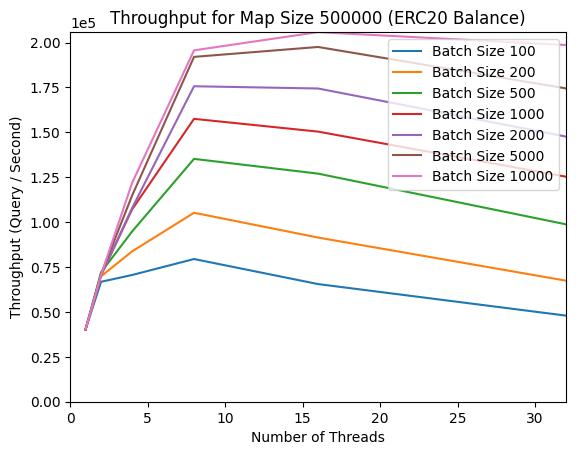 Throughput for Map Size 500000 (ERC20 Balance)
1e5
2.00
1.75
1.50
1.25
1.00
0.75
0.50
0.25
0.00
Throughput (Query / Second)
Batch Size 100
Batch Size 200
Batch Size 500
Batch Size 1000
Batch Size 2000
Batch Size 5000
Batch Size 10000
0 5 10 15 20 25 30
Number of Threads